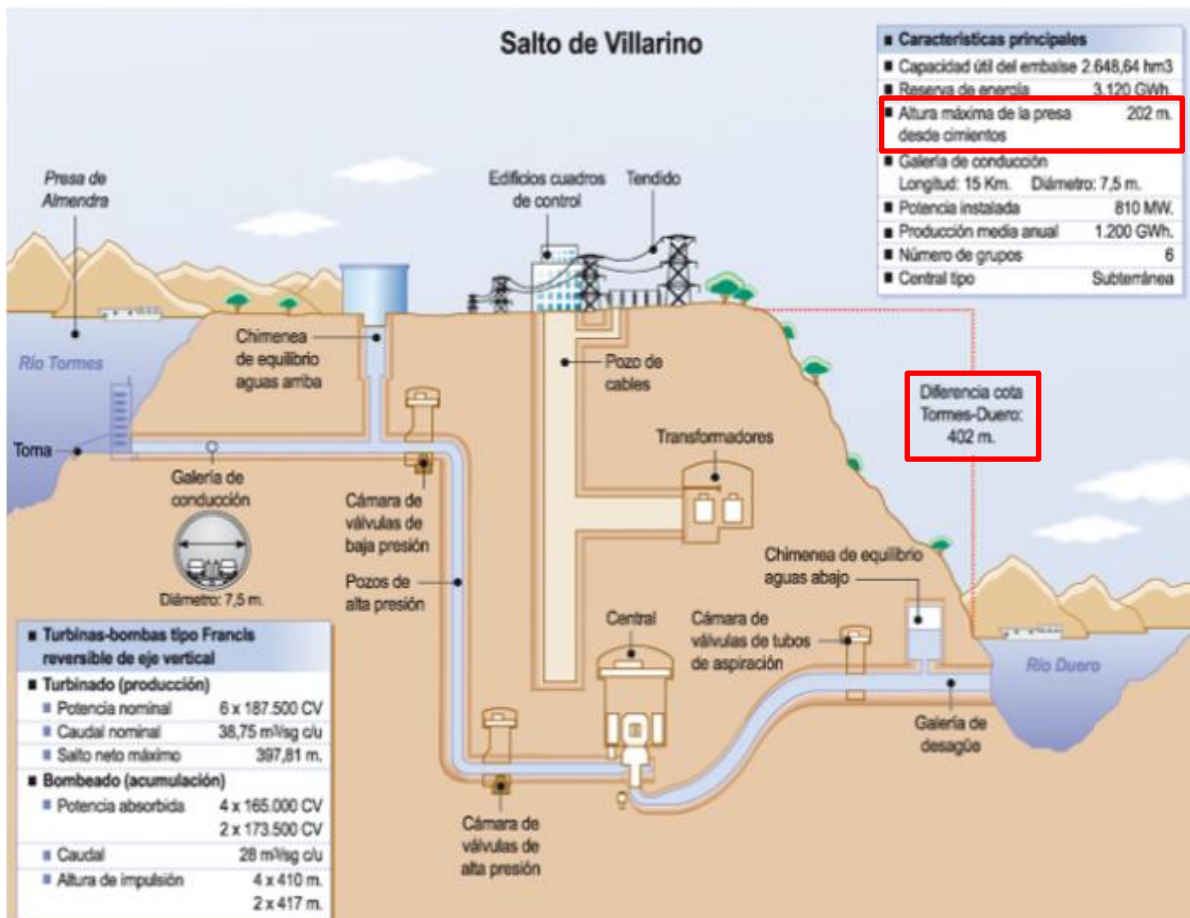 Salto de Villarino
■ Características principales
■ Capacidad útil del embalse 2.648,64 hm3
■ Reserva de energía 3.120 GWh.
■ Altura máxima de la presa 202 m.
desde cimientos
■ Galería de conducción
Longitud: 15 Km. Diámetro: 7,5 m.
■ Potencia instalada 810 MW.
■ Producción media anual 1.200 GWh.
■ Número de grupos 6
■ Central tipo Subterránea
Presa de
Almendra
Edificios cuadros
de control
Tendido
Río Tormes
Chimenea
de equilibrio
aguas arriba
Pozo de
cables
Diferencia cota
Tormes-Duero:
402 m.
Toma
Transformadores
Galería de
conducción
Cámara de
válvulas de
baja presión
Diámetro: 7,5 m.
Pozos de
alta presión
Chimenea de equilibrio
aguas abajo
Central
Cámara de
válvulas de tubos
de aspiración
Río Duero
Galería de
desagüe
Cámara de
válvulas de
alta presión
■ Turbinas-bombas tipo Francis
reversible de eje vertical
■ Turbinado (producción)
■ Potencia nominal 6 x 187.500 CV
■ Caudal nominal 38,75 m³/sg c/u
■ Salto neto máximo 397,81 m.
■ Bombeado (acumulación)
■ Potencia absorbida 4 x 165.000 CV
2 x 173.500 CV
■ Caudal 28 m³/sg c/u
■ Altura de impulsión 4 x 410 m.
2 x 417 m.